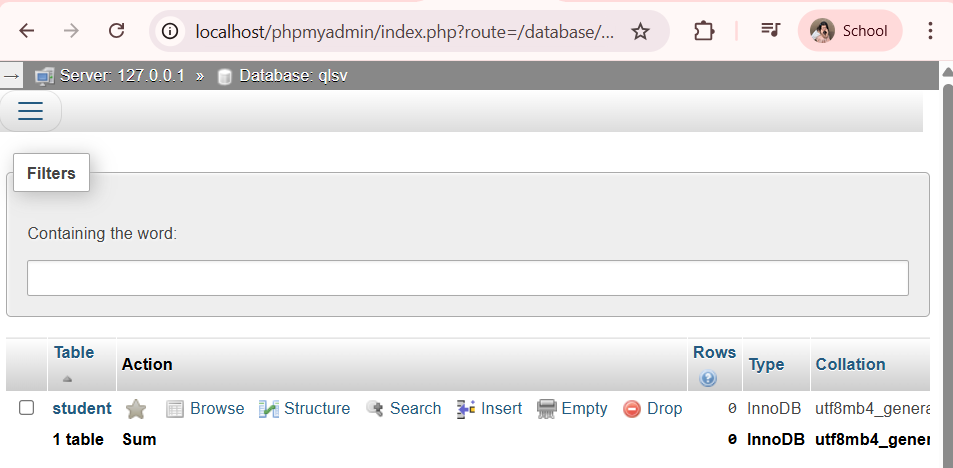 localhost/phpmyadmin/index.php?route=/database/...
School
Server: 127.0.0.1 » Database: qlsv
Filters
Containing the word:
Table Action Rows Type Collation
student Browse Structure Search Insert Empty Drop 0 InnoDB utf8mb4_genera
1 table Sum 0 InnoDB utf8mb4_gener